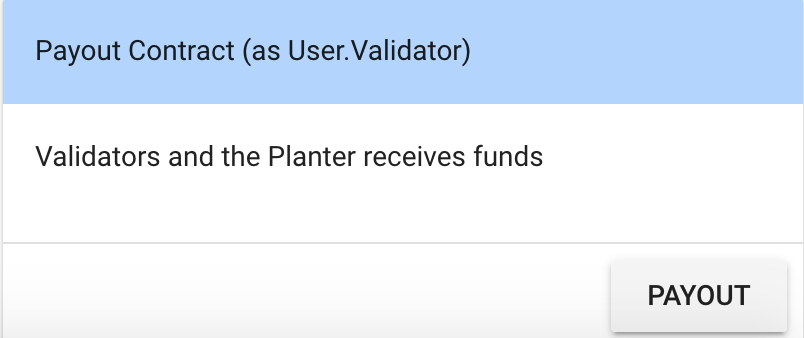 Payout Contract (as User.Validator)
Validators and the Planter receives funds
PAYOUT